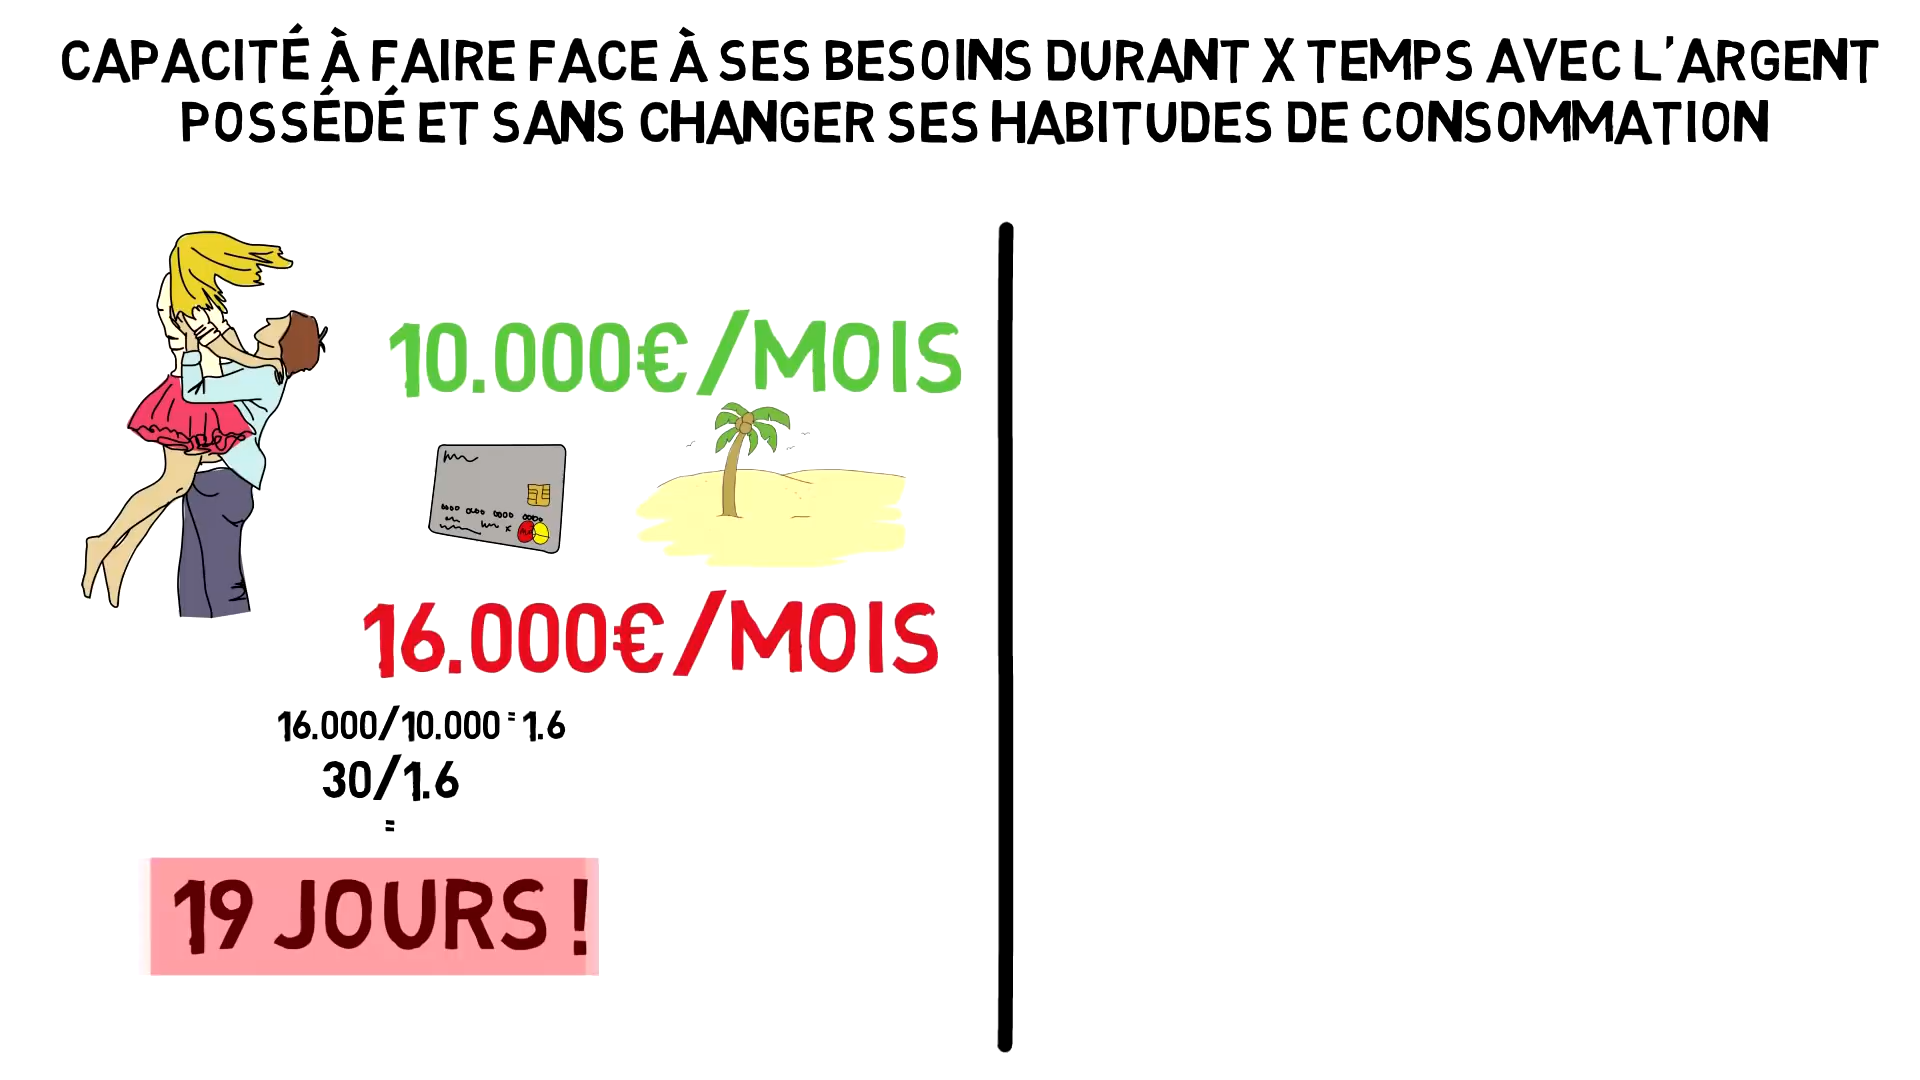 CAPACITÉ À FAIRE FACE À SES BESOINS DURANT X TEMPS AVEC L'ARGENT
POSSÉDÉ ET SANS CHANGER SES HABITUDES DE CONSOMMATION
10.000€/MOIS
16.000€/MOIS
16.000/10.000=1.6
30/1.6
=
19 JOURS !